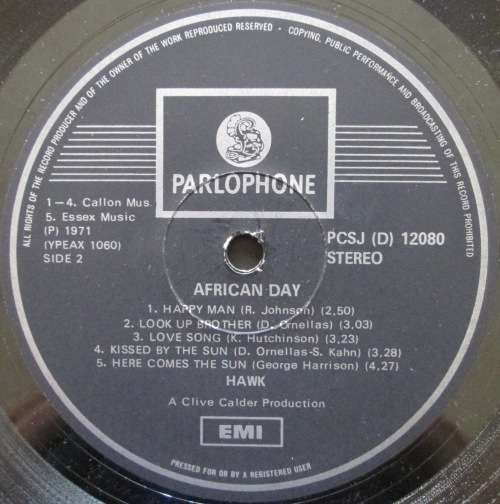 ALL RIGHTS OF THE RECORD PRODUCER AND OF THE OWNER OF THE WORK REPRODUCED RESERVED - COPYING, PUBLIC PERFORMANCE AND BROADCASTING OF THIS RECORD PROHIBITED
PARLOPHONE
1-4. Callon Mus
5. Essex Music
(P) 1971
(YPEAX 1060)
SIDE 2
PCSJ (D) 12080
STEREO
AFRICAN DAY
1. HAPPY MAN (R. Johnson) (2,50)
2. LOOK UP BROTHER (D. Ornellas) (3,03)
3. LOVE SONG (K. Hutchinson) (3,23)
4. KISSED BY THE SUN (D. Ornellas-S. Kahn) (3,28)
5. HERE COMES THE SUN (George Harrison) (4,27)
HAWK
A Clive Calder Production
EMI
PRESSED FOR OR BY A REGISTERED USER